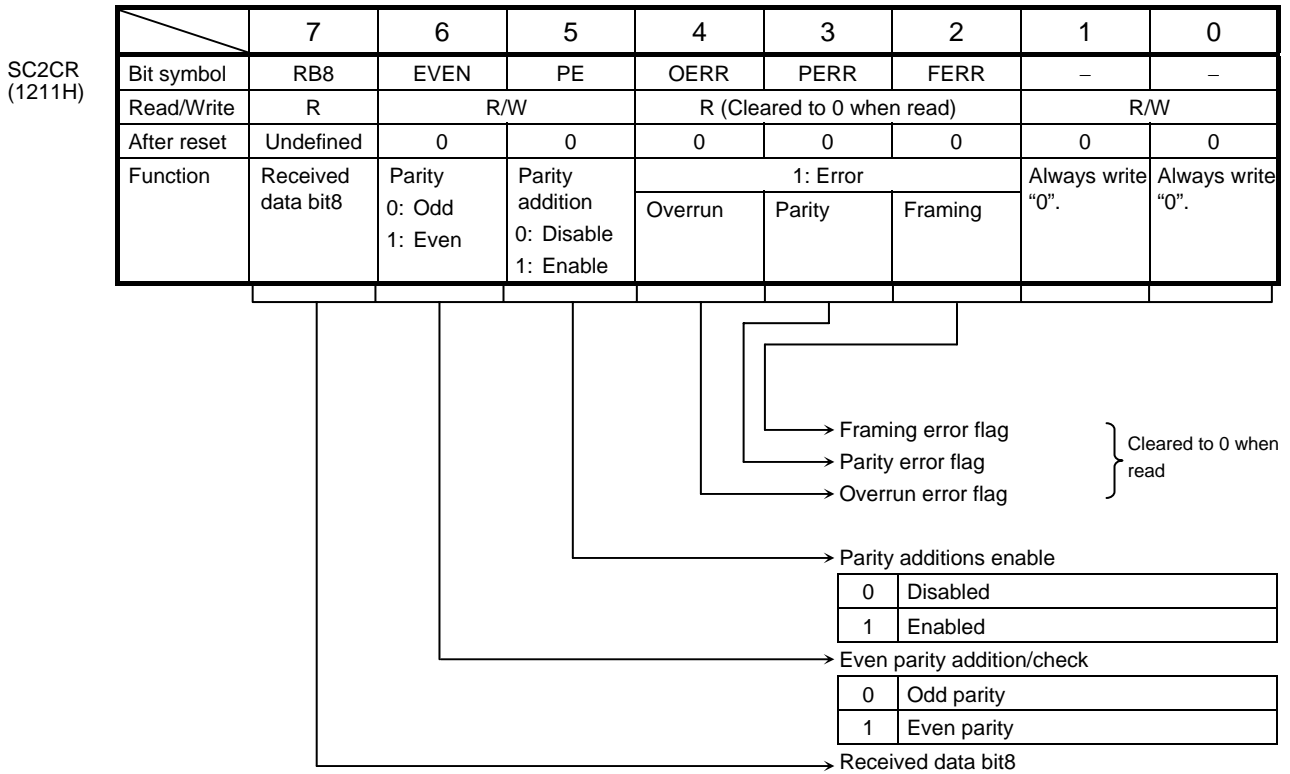 7 6 5 4 3 2 1 0
SC2CR
(1211H)
Bit symbol RB8 EVEN PE OERR PERR FERR − −
Read/Write R R/W R (Cleared to 0 when read) R/W
After reset Undefined 0 0 0 0 0 0 0
Function Received Parity Parity 1: Error Always write Always write
data bit8 0: Odd addition Overrun Parity Framing “0”. “0”.
1: Even 0: Disable
1: Enable
Framing error flag
Parity error flag
Overrun error flag
Cleared to 0 when
read
Parity additions enable
0 Disabled
1 Enabled
Even parity addition/check
0 Odd parity
1 Even parity
Received data bit8